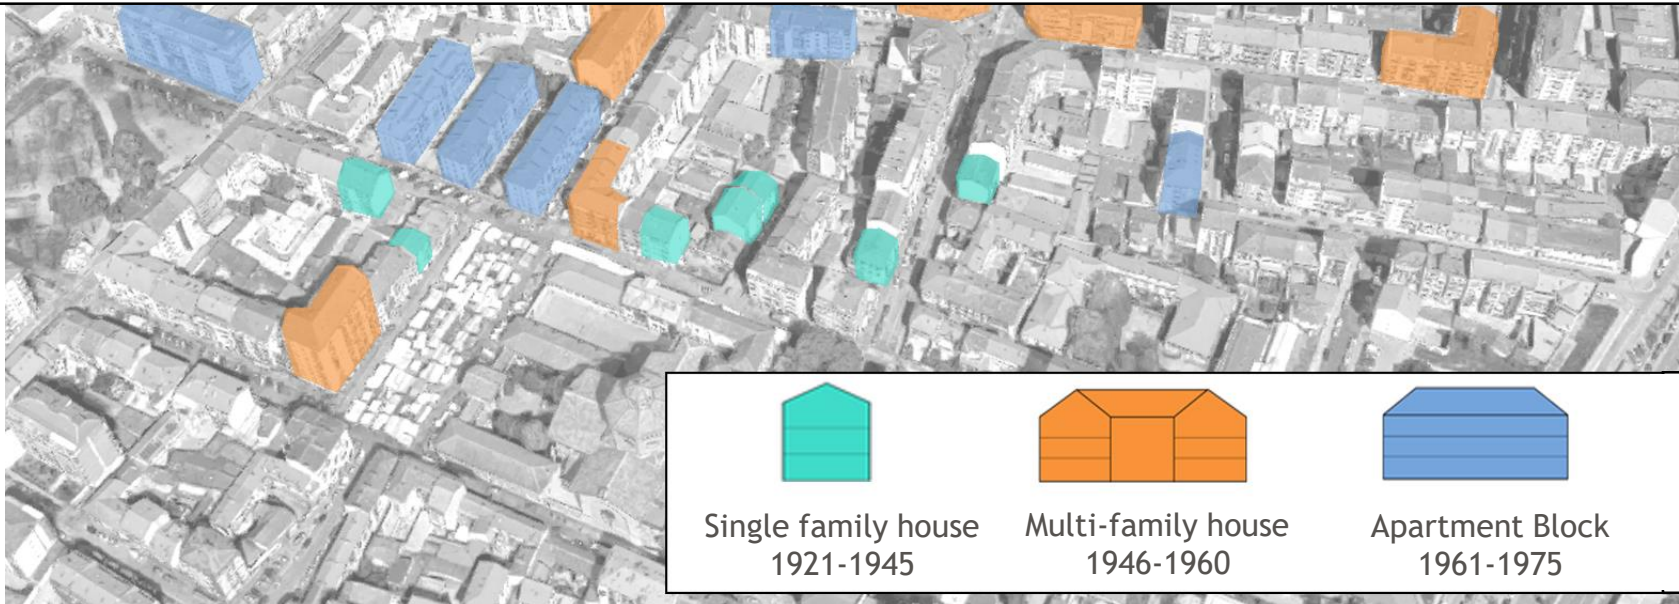 Single family house
1921-1945
Multi-family house
1946-1960
Apartment Block
1961-1975